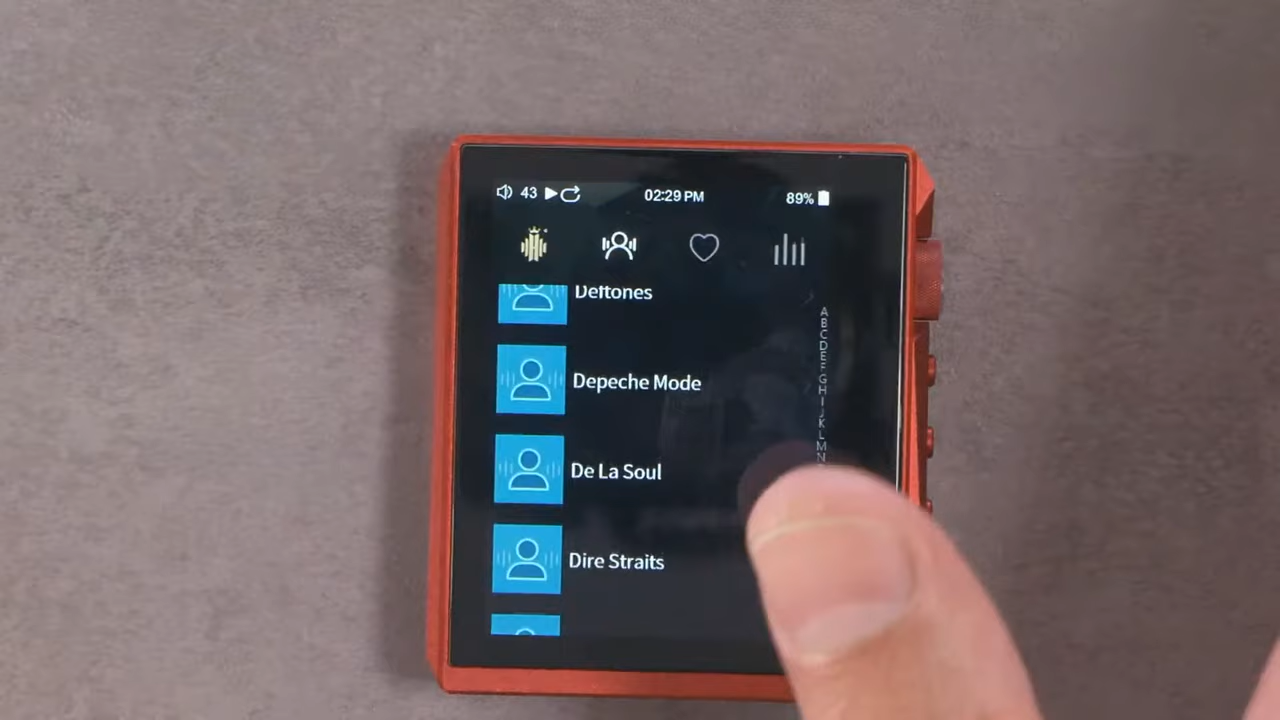 43
02:29 PM
89%
Deftones
Depeche Mode
De La Soul
Dire Straits
A
B
C
D
E
F
G
H
I
J
K
L
M
N